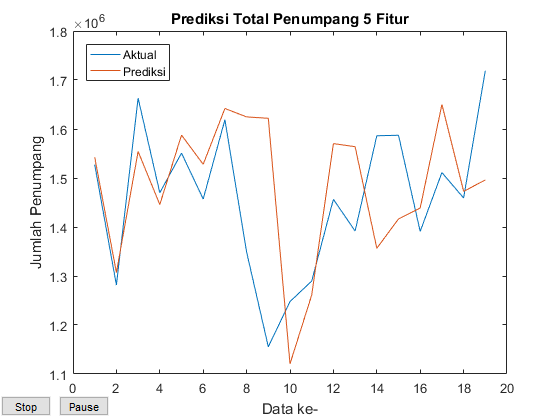 Prediksi Total Penumpang 5 Fitur
×10⁶
Aktual
Prediksi
1.8
1.7
1.6
1.5
1.4
1.3
1.2
1.1
Jumlah Penumpang
0 2 4 6 8 10 12 14 16 18 20
Data ke-
Stop Pause